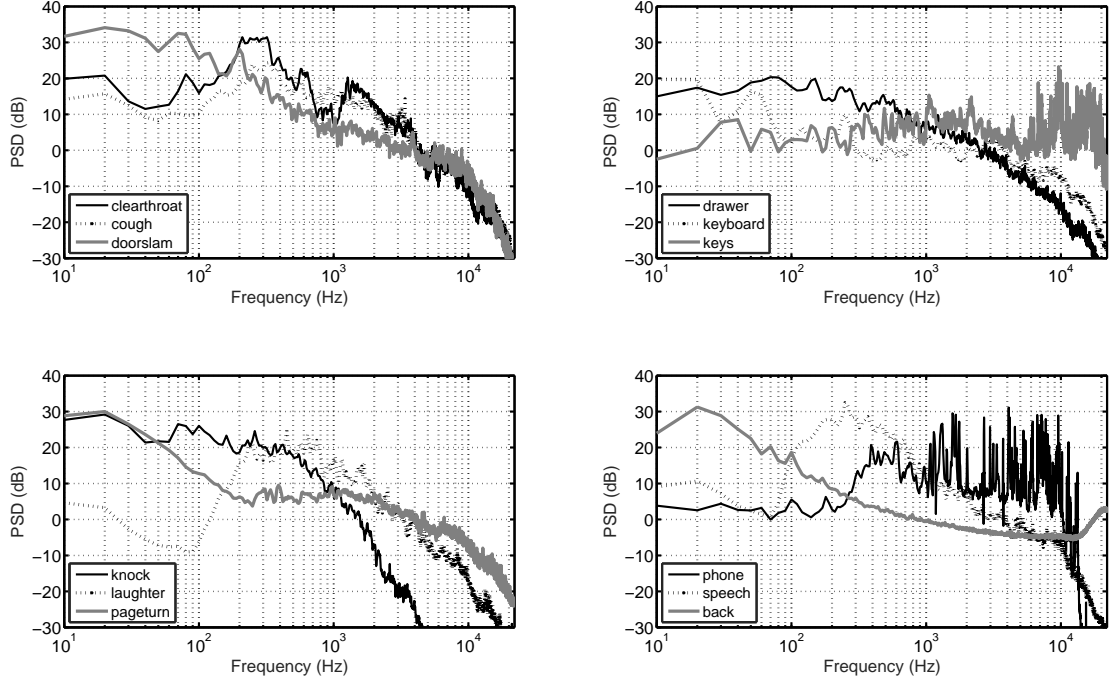 40
30
20
10
0
−10
−20
−30
PSD (dB)
clearthroat
cough
doorslam
10^1
10^2
10^3
10^4
Frequency (Hz)
40
30
20
10
0
−10
−20
−30
PSD (dB)
drawer
keyboard
keys
10^1
10^2
10^3
10^4
Frequency (Hz)
40
30
20
10
0
−10
−20
−30
PSD (dB)
knock
laughter
pageturn
10^1
10^2
10^3
10^4
Frequency (Hz)
40
30
20
10
0
−10
−20
−30
PSD (dB)
phone
speech
back
10^1
10^2
10^3
10^4
Frequency (Hz)